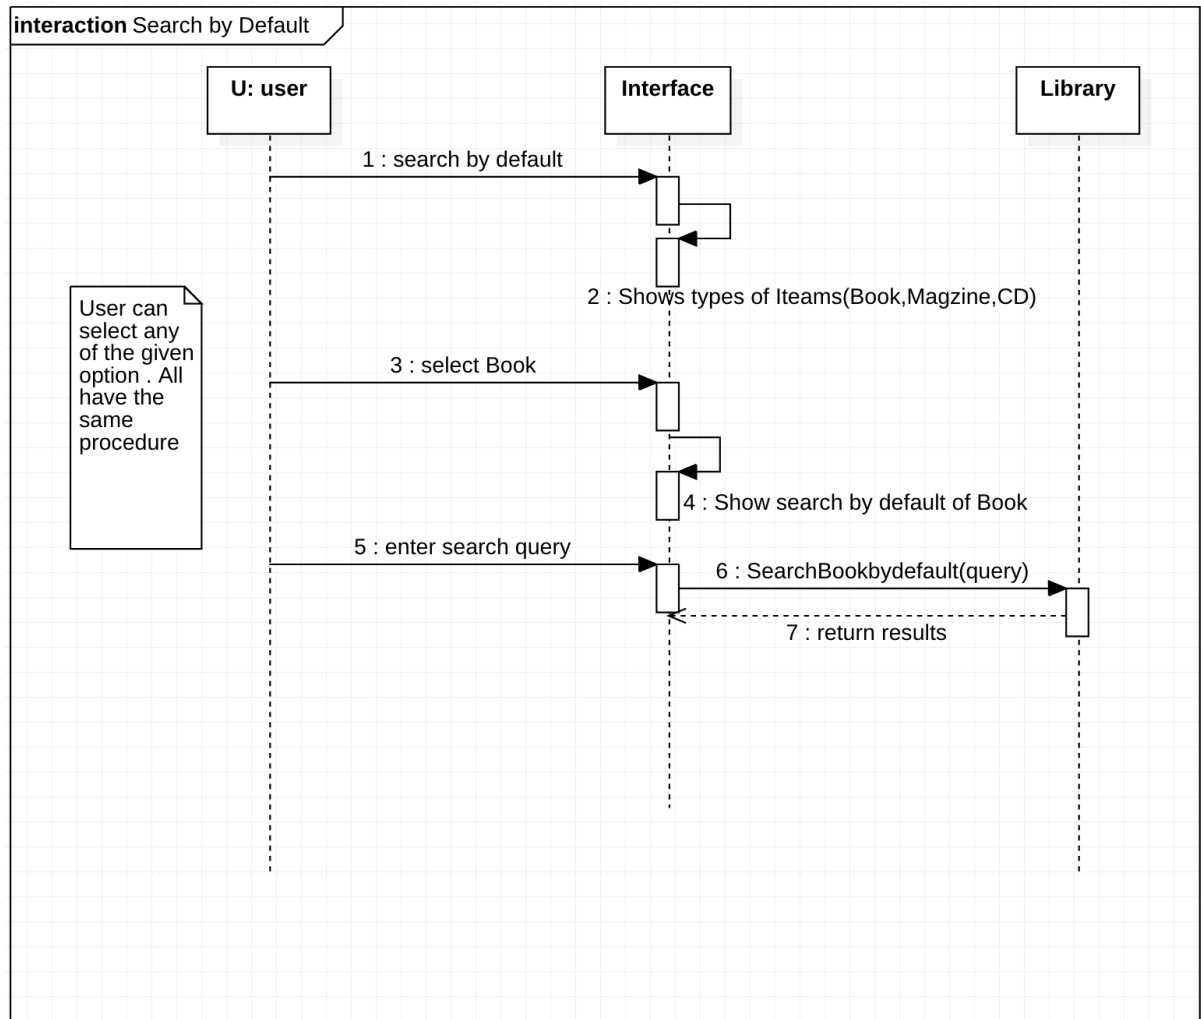 interaction Search by Default
U: user
Interface
Library
1 : search by default
2 : Shows types of Iteams(Book,Magzine,CD)
User can
select any
of the given
option . All
have the
same
procedure
3 : select Book
4 : Show search by default of Book
5 : enter search query
6 : SearchBookbydefault(query)
7 : return results